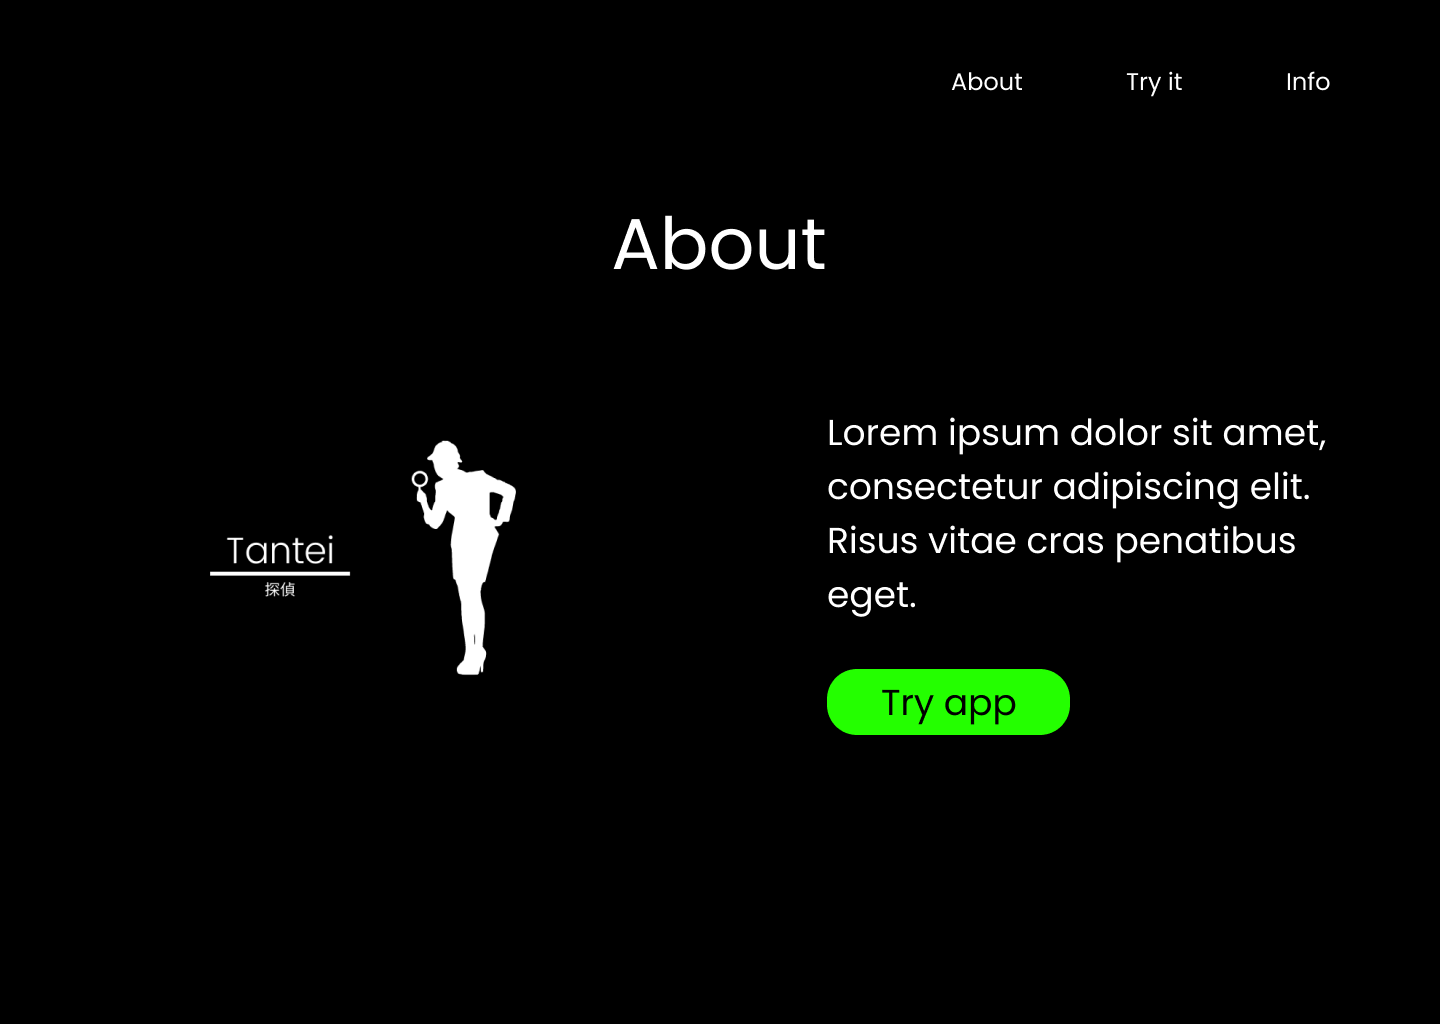 About
Try it
Info
About
Tantei
探偵
Lorem ipsum dolor sit amet,
consectetur adipiscing elit.
Risus vitae cras penatibus
eget.
Try app